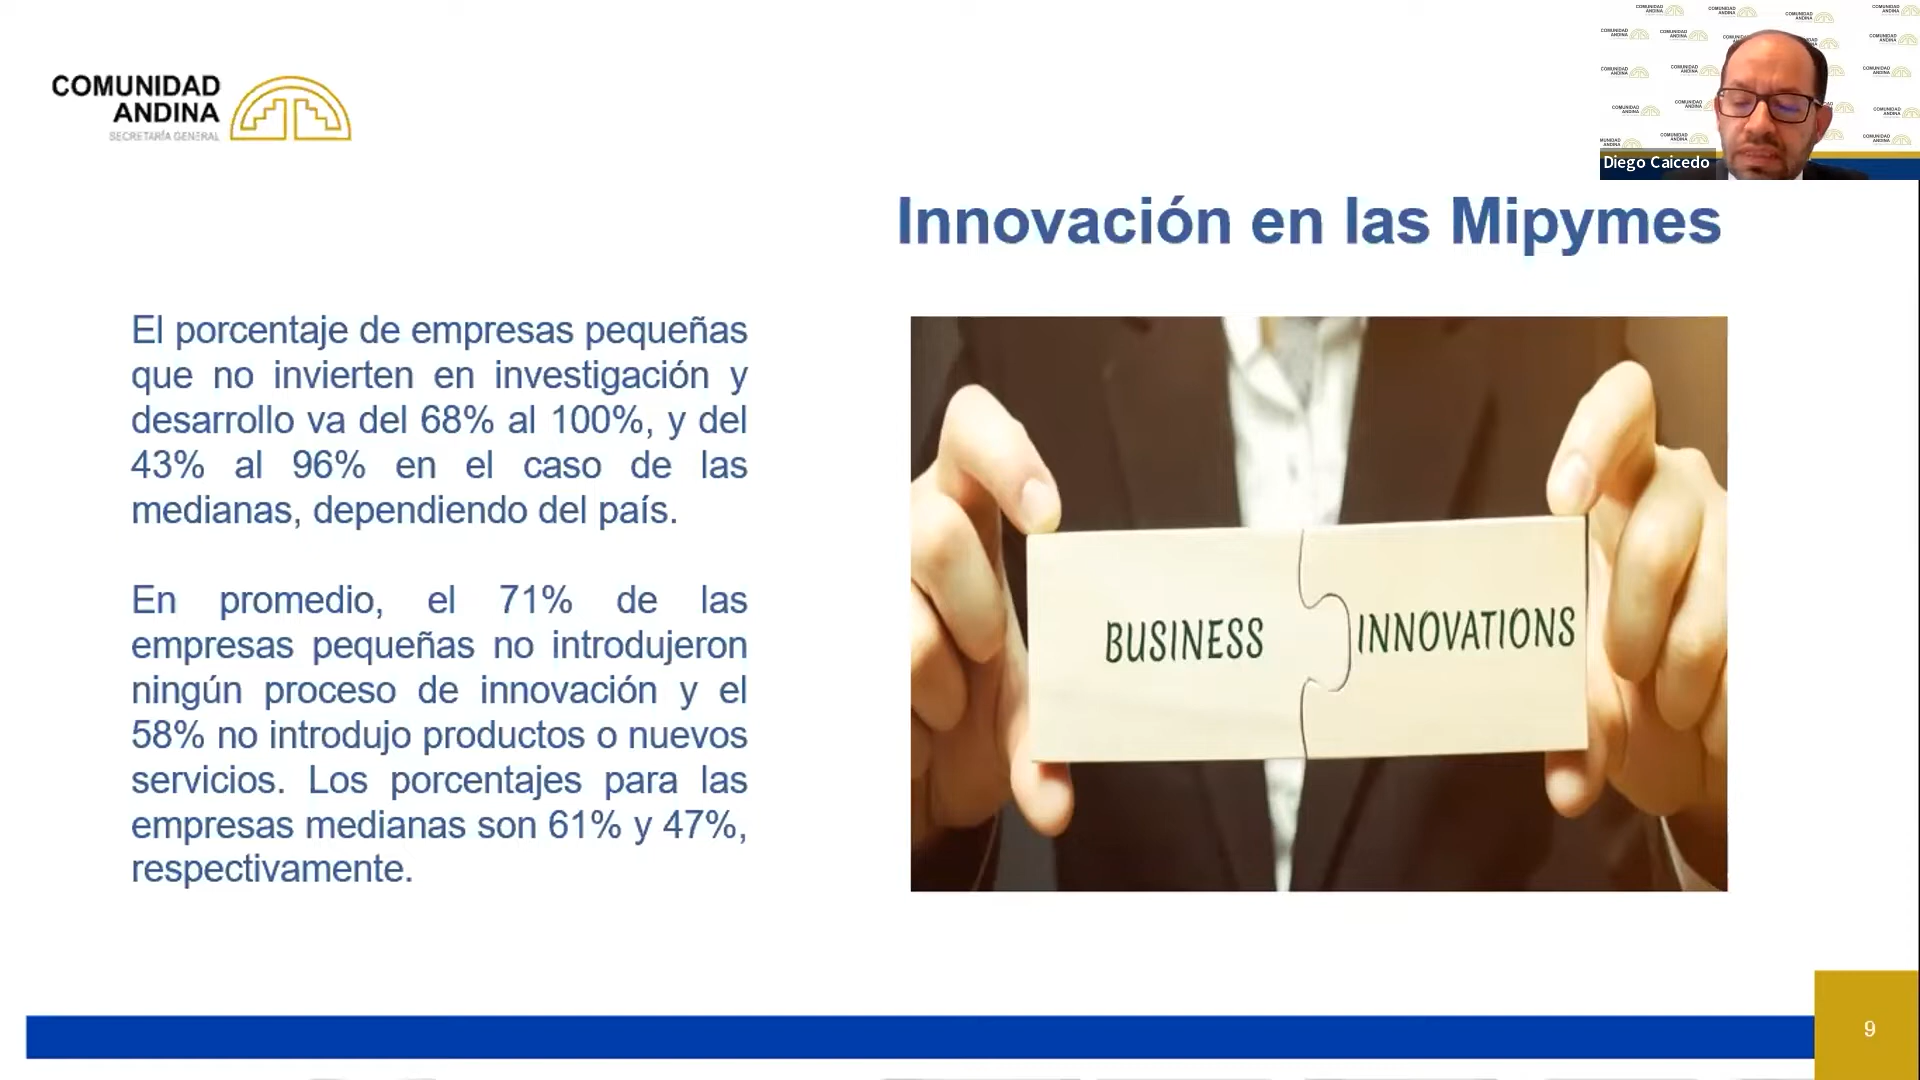 COMUNIDAD
ANDINA
SECRETARÍA GENERAL
Diego Caicedo
Innovación en las Mipymes
El porcentaje de empresas pequeñas
que no invierten en investigación y
desarrollo va del 68% al 100%, y del
43% al 96% en el caso de las
medianas, dependiendo del país.
En promedio, el 71% de las
empresas pequeñas no introdujeron
ningún proceso de innovación y el
58% no introdujo productos o nuevos
servicios. Los porcentajes para las
empresas medianas son 61% y 47%,
respectivamente.
BUSINESS INNOVATIONS
9